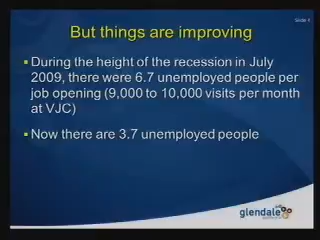 Slide 5
But things are improving
During the height of the recession in July
2009, there were 6.7 unemployed people per
job opening (9,000 to 10,000 visits per month
at VJC)
Now there are 3.7 unemployed people
glendale